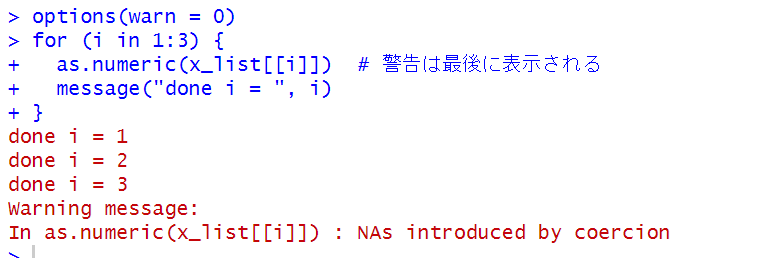 > options(warn = 0)
> for (i in 1:3) {
+   as.numeric(x_list[[i]])  # 警告は最後に表示される
+   message("done i = ", i)
+ }
done i = 1
done i = 2
done i = 3
Warning message:
In as.numeric(x_list[[i]]) : NAs introduced by coercion
>